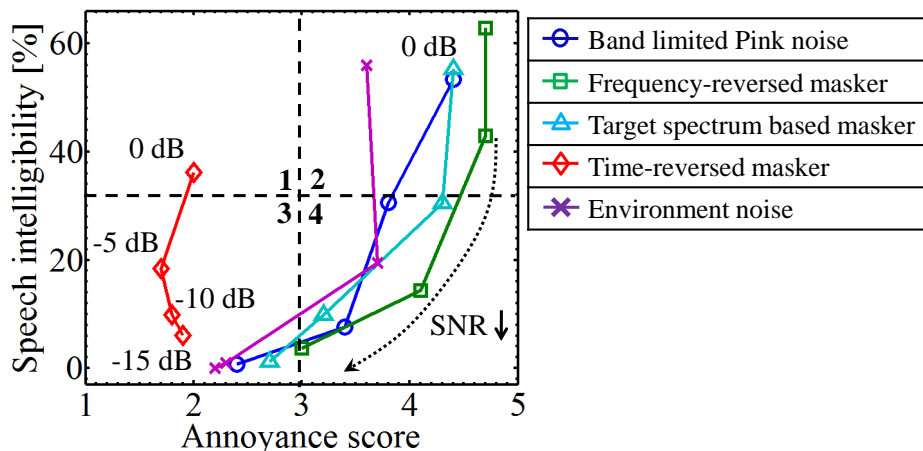 Speech intelligibility [%]
60
40
20
0
0 dB
0 dB
-5 dB
-10 dB
-15 dB
1 2
3 4
SNR
1 2 3 4 5
Annoyance score
Band limited Pink noise
Frequency-reversed masker
Target spectrum based masker
Time-reversed masker
Environment noise